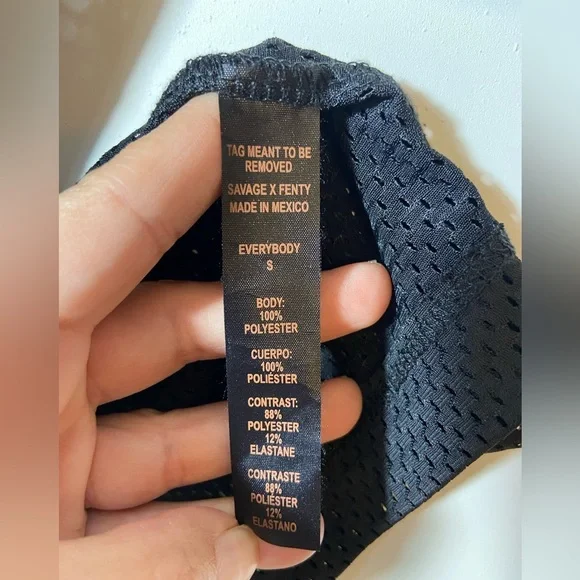 TAG MEANT TO BE
REMOVED
SAVAGE X FENTY
MADE IN MEXICO
EVERYBODY
S
BODY:
100%
POLYESTER
CUERPO:
100%
POLIÉSTER
CONTRAST:
88%
POLYESTER
12%
ELASTANE
CONTRASTE
88%
POLIÉSTER
12%
ELASTANO